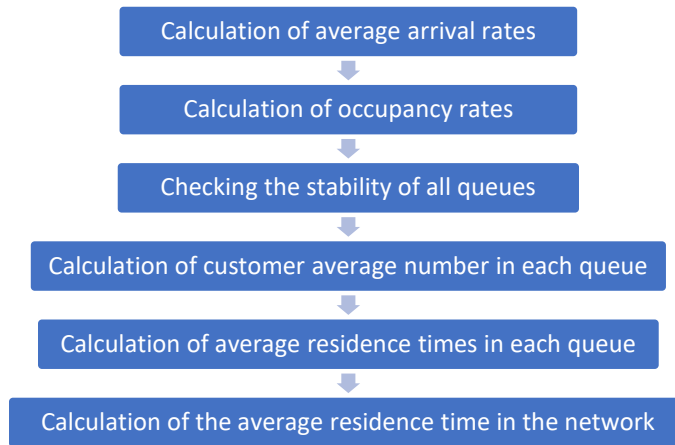 Calculation of average arrival rates
Calculation of occupancy rates
Checking the stability of all queues
Calculation of customer average number in each queue
Calculation of average residence times in each queue
Calculation of the average residence time in the network